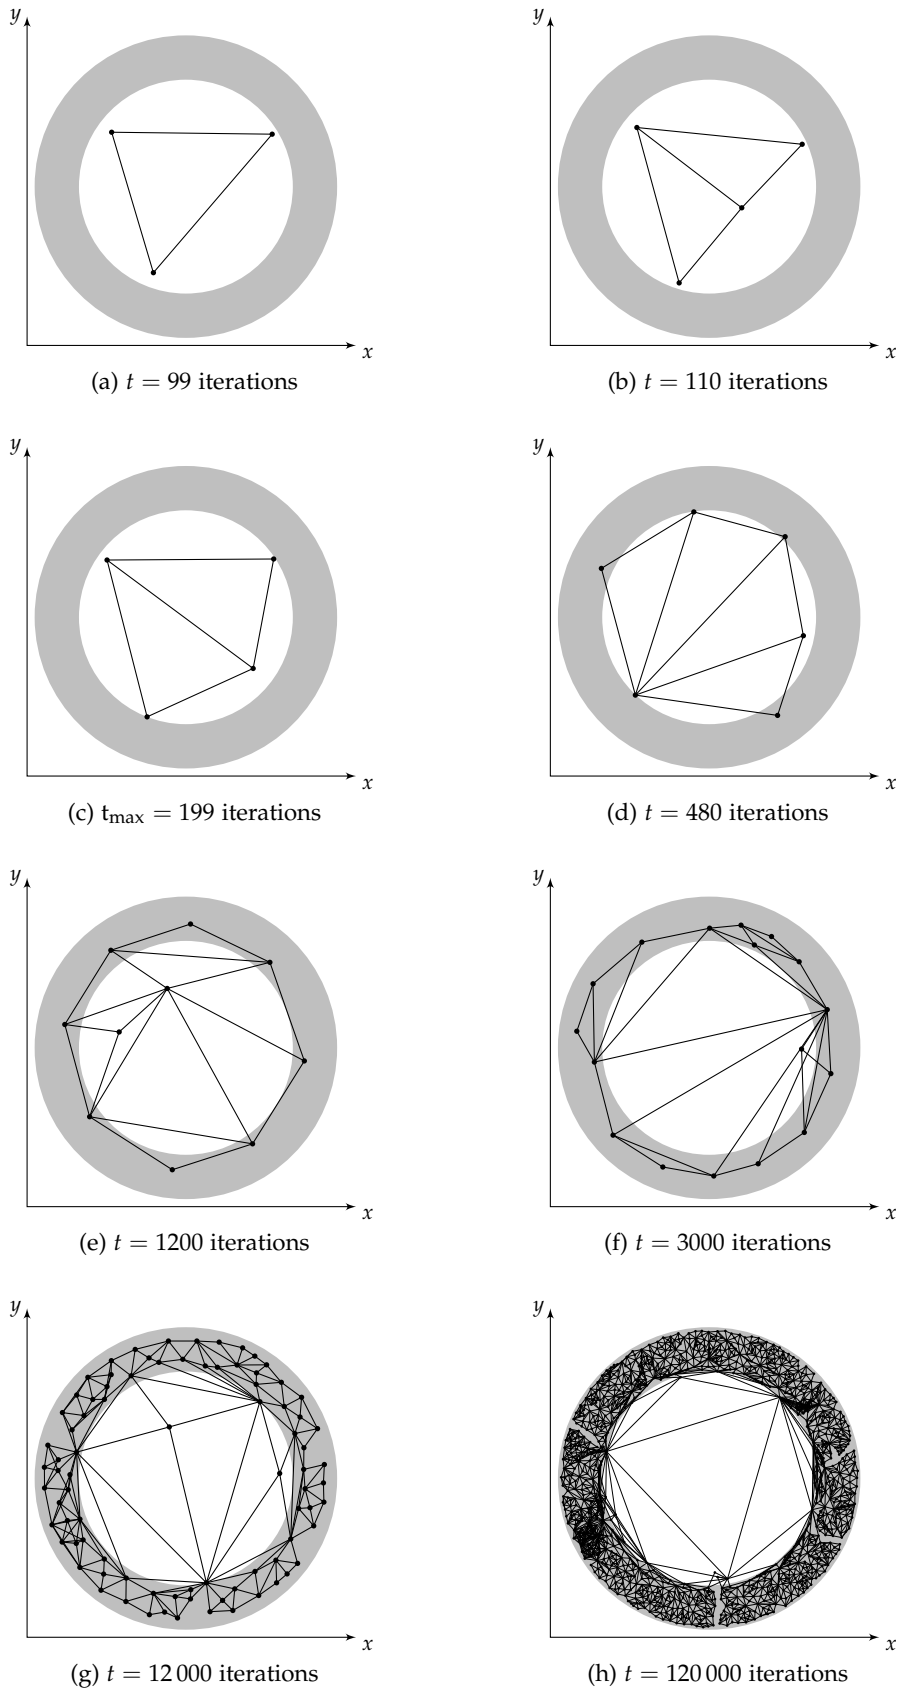 y y
x x
(a) t = 99 iterations (b) t = 110 iterations
y y
x x
(c) t_max = 199 iterations (d) t = 480 iterations
y y
x x
(e) t = 1200 iterations (f) t = 3000 iterations
y y
x x
(g) t = 12 000 iterations (h) t = 120 000 iterations